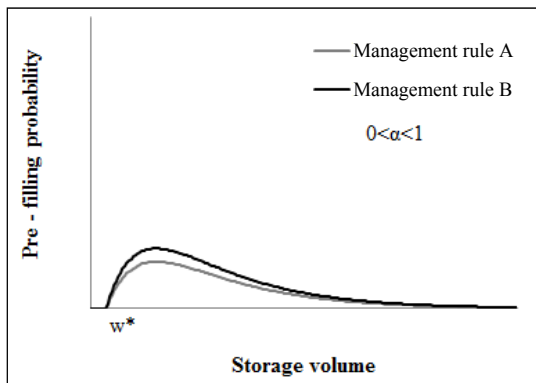 Management rule A
Management rule B
0<α<1
Pre - filling probability
w*
Storage volume